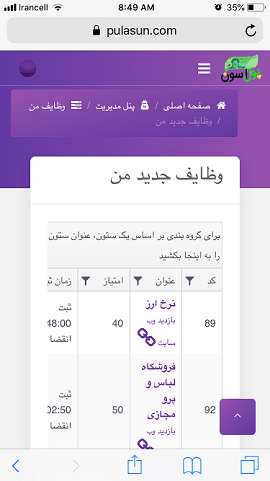 Irancell
8:49 AM
35%
pulasun.com
پول آسون
صفحه اصلی / پنل مدیریت / وظایف من
/ وظایف جدید من
وظایف جدید من
برای گروه بندی بر اساس یک ستون، عنوان ستون
را به اینجا بکشید
کد عنوان امتیاز زمان ثب
89 نرخ ارز بازدید وب سایت 40 ثبت 48:00 انقضا
92 فروشگاه لباس و پرو مجازی بازدید وب 50 ثبت 02:50 انقضا